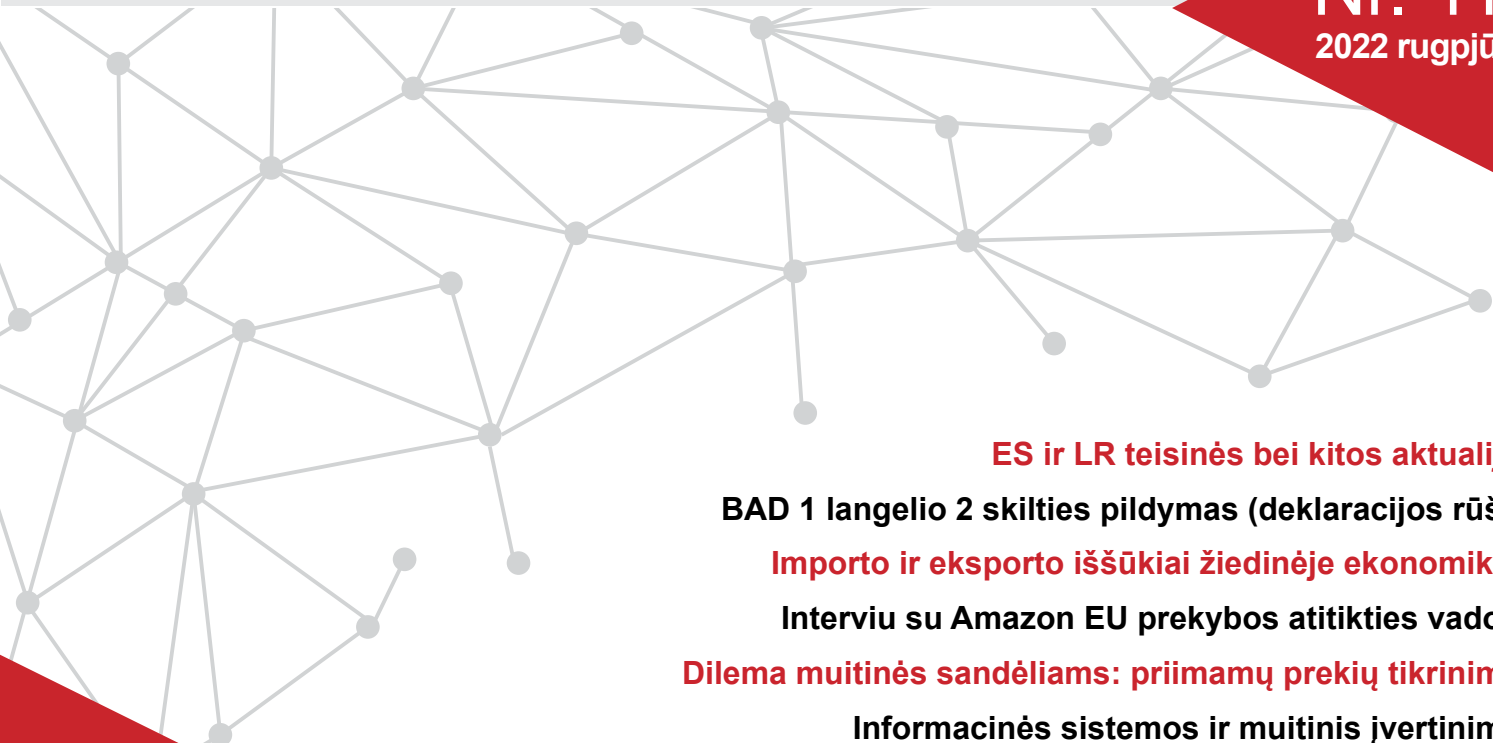 2022 rugpjū
ES ir LR teisinės bei kitos aktualij
BAD 1 langelio 2 skilties pildymas (deklaracijos rūš
Importo ir eksporto iššūkiai žiedinėje ekonomik
Interviu su Amazon EU prekybos atitikties vado
Dilema muitinės sandėliams: priimamų prekių tikrinim
Informacinės sistemos ir muitinis įvertinim